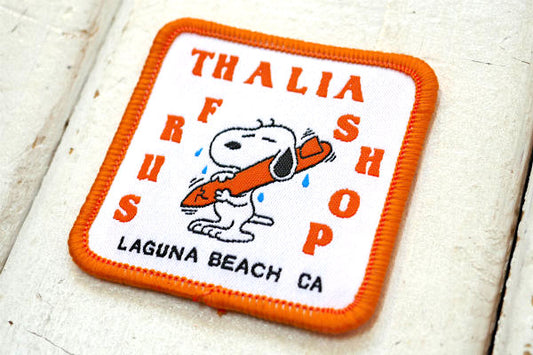 THALIA
SURF
SHOP
LAGUNA BEACH CA